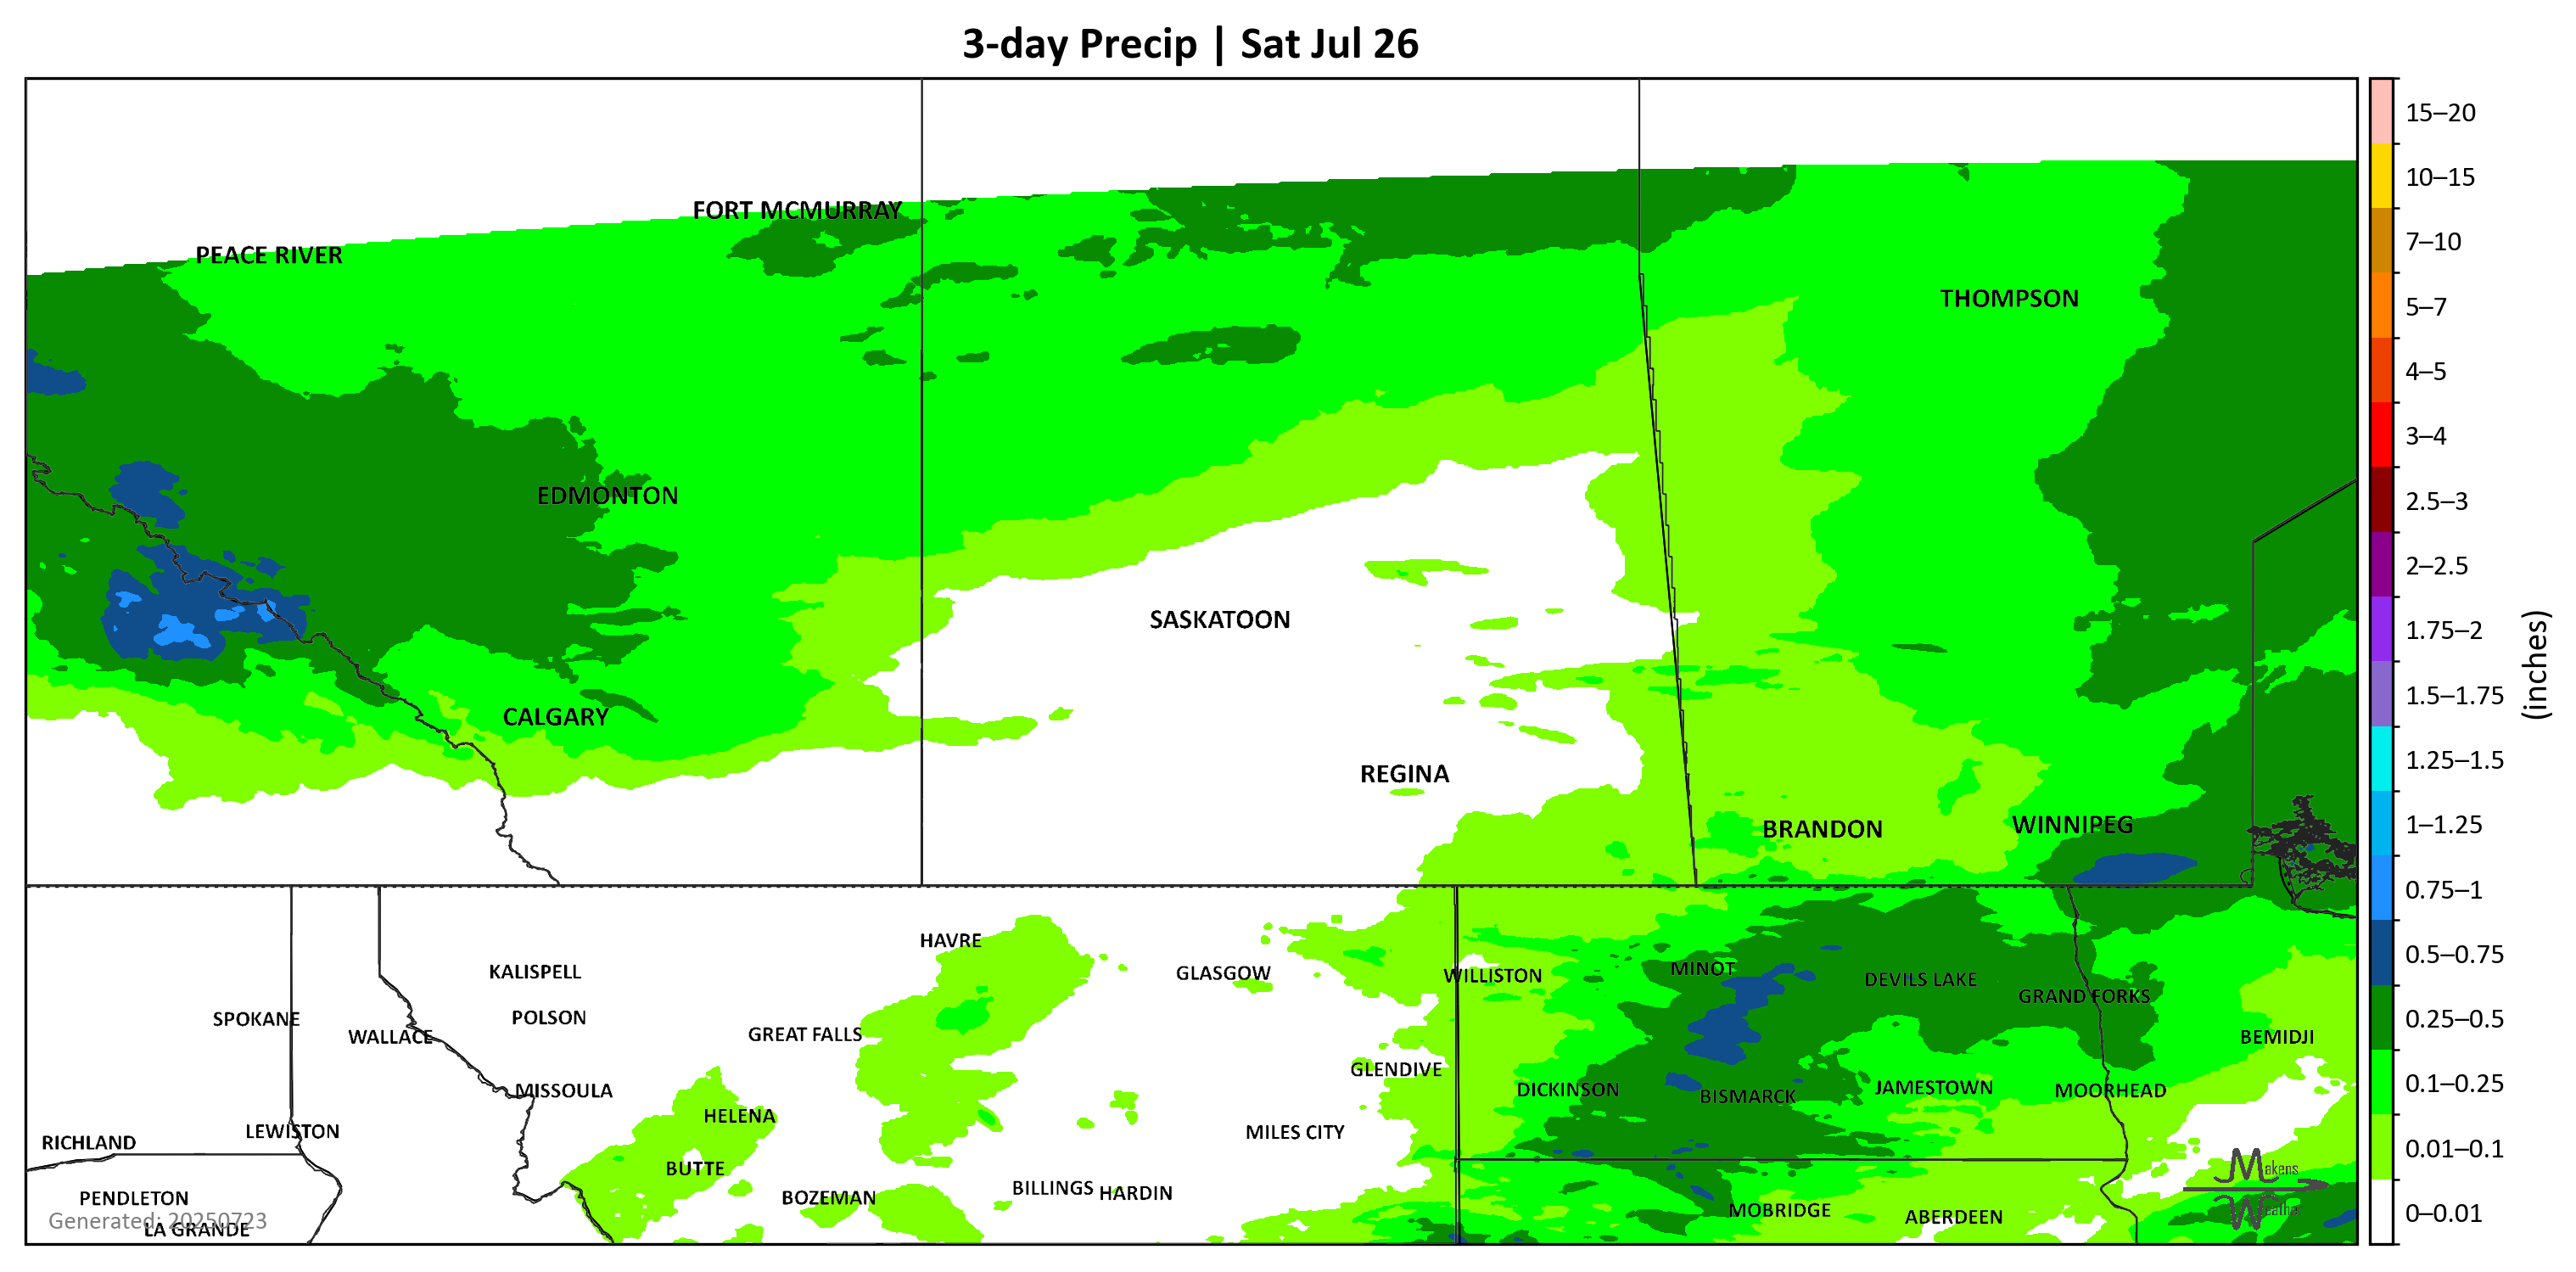 3-day Precip | Sat Jul 26
15–20
10–15
7–10
5–7
4–5
3–4
2.5–3
2–2.5
1.75–2
1.5–1.75
1.25–1.5
1–1.25
0.75–1
0.5–0.75
0.25–0.5
0.1–0.25
0.01–0.1
0–0.01
(inches)
FORT MCMURRAY
PEACE RIVER
THOMPSON
EDMONTON
SASKATOON
CALGARY
REGINA
BRANDON
WINNIPEG
HAVRE
KALISPELL
GLASGOW
WILLISTON
MINOT
DEVILS LAKE
GRAND FORKS
SPOKANE
POLSON
WALLACE
GREAT FALLS
BEMIDJI
GLENDIVE
MISSOULA
DICKINSON
BISMARCK
JAMESTOWN
MOORHEAD
HELENA
RICHLAND
LEWISTON
MILES CITY
BUTTE
PENDLETON
BOZEMAN
BILLINGS
HARDIN
MOBRIDGE
ABERDEEN
Generated: 20250723
LA GRANDE
Makens
Weather